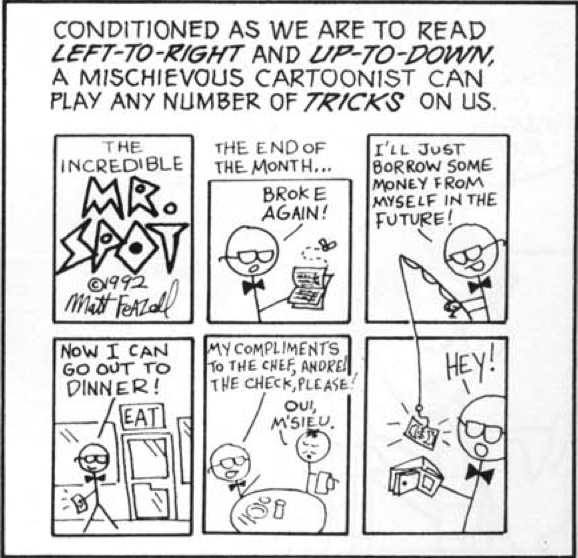 CONDITIONED AS WE ARE TO READ
LEFT-TO-RIGHT AND UP-TO-DOWN,
A MISCHIEVOUS CARTOONIST CAN
PLAY ANY NUMBER OF TRICKS ON US.
THE
INCREDIBLE
MR.
SPOT
©1992
Matt Feazell
THE END OF
THE MONTH...
BROKE
AGAIN!
I'LL JUST
BORROW SOME
MONEY FROM
MYSELF IN THE
FUTURE!
NOW I CAN
GO OUT TO
DINNER!
EAT
MY COMPLIMENTS
TO THE CHEF, ANDRE!
THE CHECK, PLEASE!
OUI,
M'SIEU.
HEY!